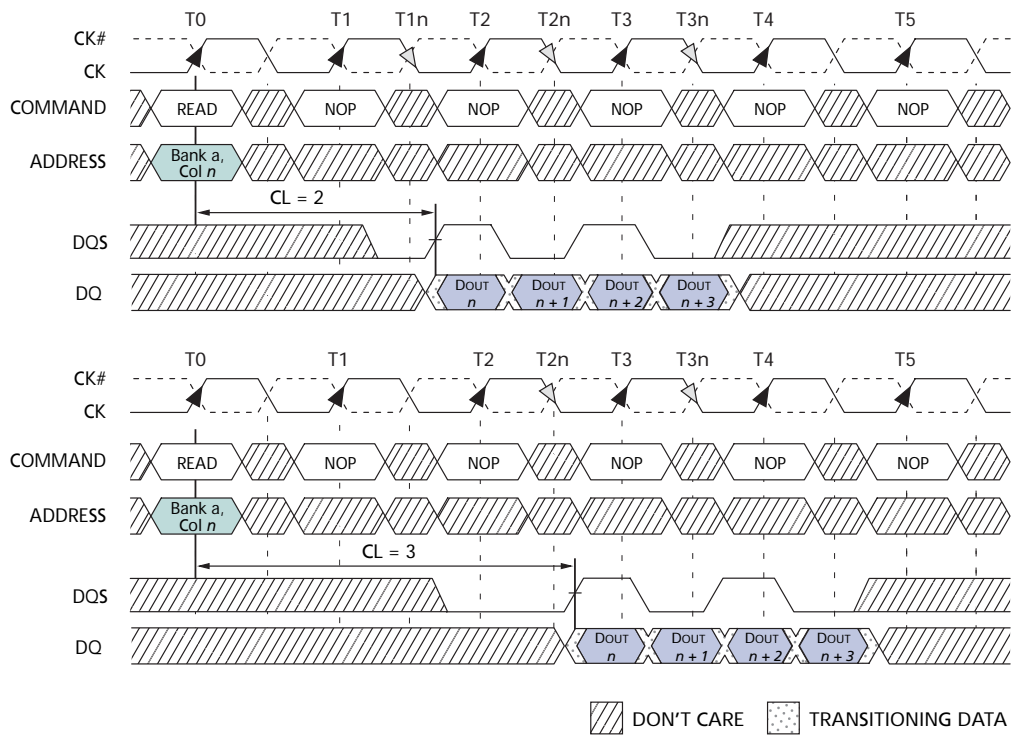 T0 T1 T1n T2 T2n T3 T3n T4 T5
CK#
CK
COMMAND READ NOP NOP NOP NOP NOP
ADDRESS Bank a,
Col n
CL = 2
DQS
DQ DOUT n DOUT n + 1 DOUT n + 2 DOUT n + 3
T0 T1 T2 T2n T3 T3n T4 T5
CK#
CK
COMMAND READ NOP NOP NOP NOP NOP
ADDRESS Bank a,
Col n
CL = 3
DQS
DQ DOUT n DOUT n + 1 DOUT n + 2 DOUT n + 3
DON'T CARE TRANSITIONING DATA